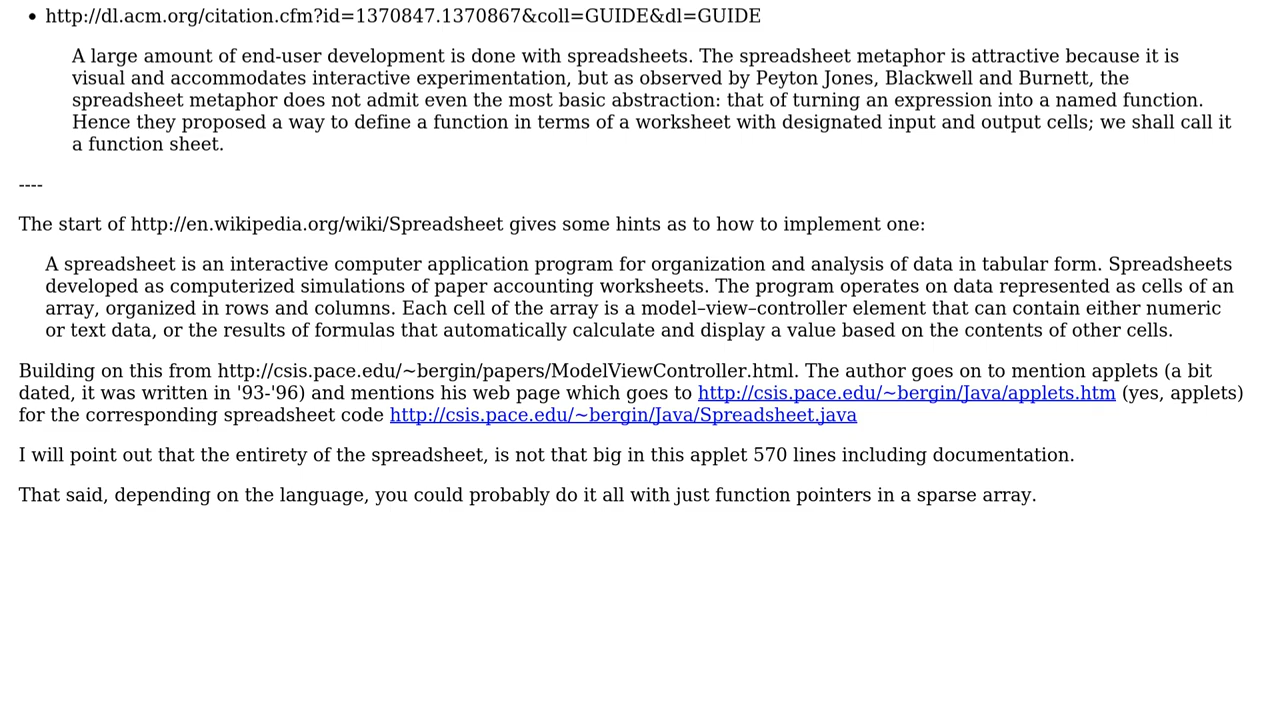 • http://dl.acm.org/citation.cfm?id=1370847.1370867&coll=GUIDE&dl=GUIDE
A large amount of end-user development is done with spreadsheets. The spreadsheet metaphor is attractive because it is
visual and accommodates interactive experimentation, but as observed by Peyton Jones, Blackwell and Burnett, the
spreadsheet metaphor does not admit even the most basic abstraction: that of turning an expression into a named function.
Hence they proposed a way to define a function in terms of a worksheet with designated input and output cells; we shall call it
a function sheet.
----
The start of http://en.wikipedia.org/wiki/Spreadsheet gives some hints as to how to implement one:
A spreadsheet is an interactive computer application program for organization and analysis of data in tabular form. Spreadsheets
developed as computerized simulations of paper accounting worksheets. The program operates on data represented as cells of an
array, organized in rows and columns. Each cell of the array is a model–view–controller element that can contain either numeric
or text data, or the results of formulas that automatically calculate and display a value based on the contents of other cells.
Building on this from http://csis.pace.edu/~bergin/papers/ModelViewController.html. The author goes on to mention applets (a bit
dated, it was written in '93-'96) and mentions his web page which goes to http://csis.pace.edu/~bergin/Java/applets.htm (yes, applets)
for the corresponding spreadsheet code http://csis.pace.edu/~bergin/Java/Spreadsheet.java
I will point out that the entirety of the spreadsheet, is not that big in this applet 570 lines including documentation.
That said, depending on the language, you could probably do it all with just function pointers in a sparse array.